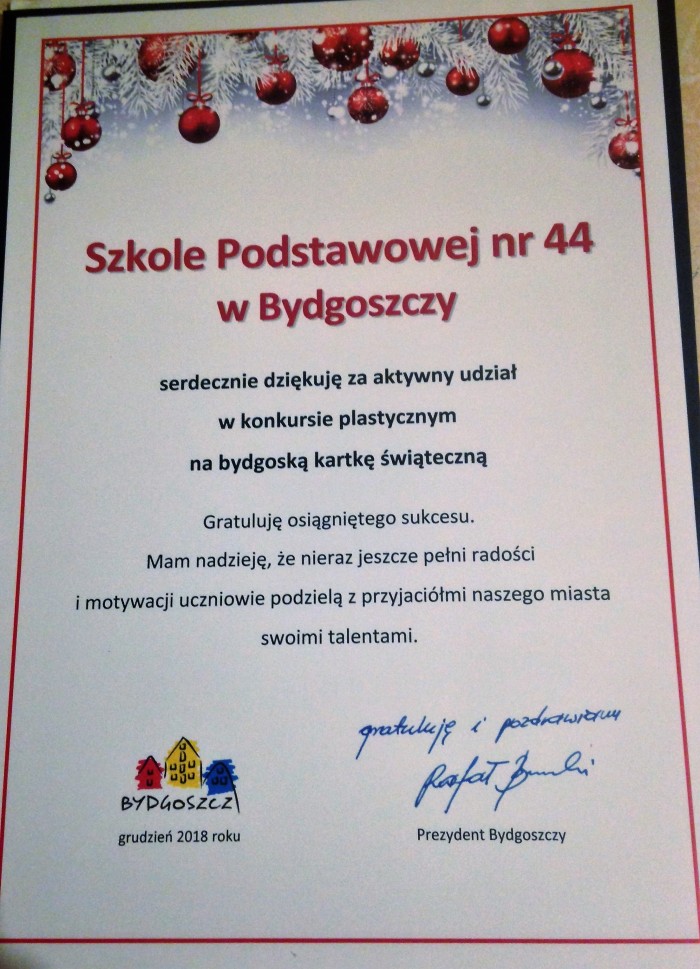 Szkole Podstawowej nr 44
w Bydgoszczy
serdecznie dziękuję za aktywny udział
w konkursie plastycznym
na bydgoską kartkę świąteczną
Gratuluję osiągniętego sukcesu.
Mam nadzieję, że nieraz jeszcze pełni radości
i motywacji uczniowie podzielą z przyjaciółmi naszego miasta
swoimi talentami.
gratuluję i pozdrawiam
Rafał
BYDGOSZCZ
grudzień 2018 roku
Prezydent Bydgoszczy